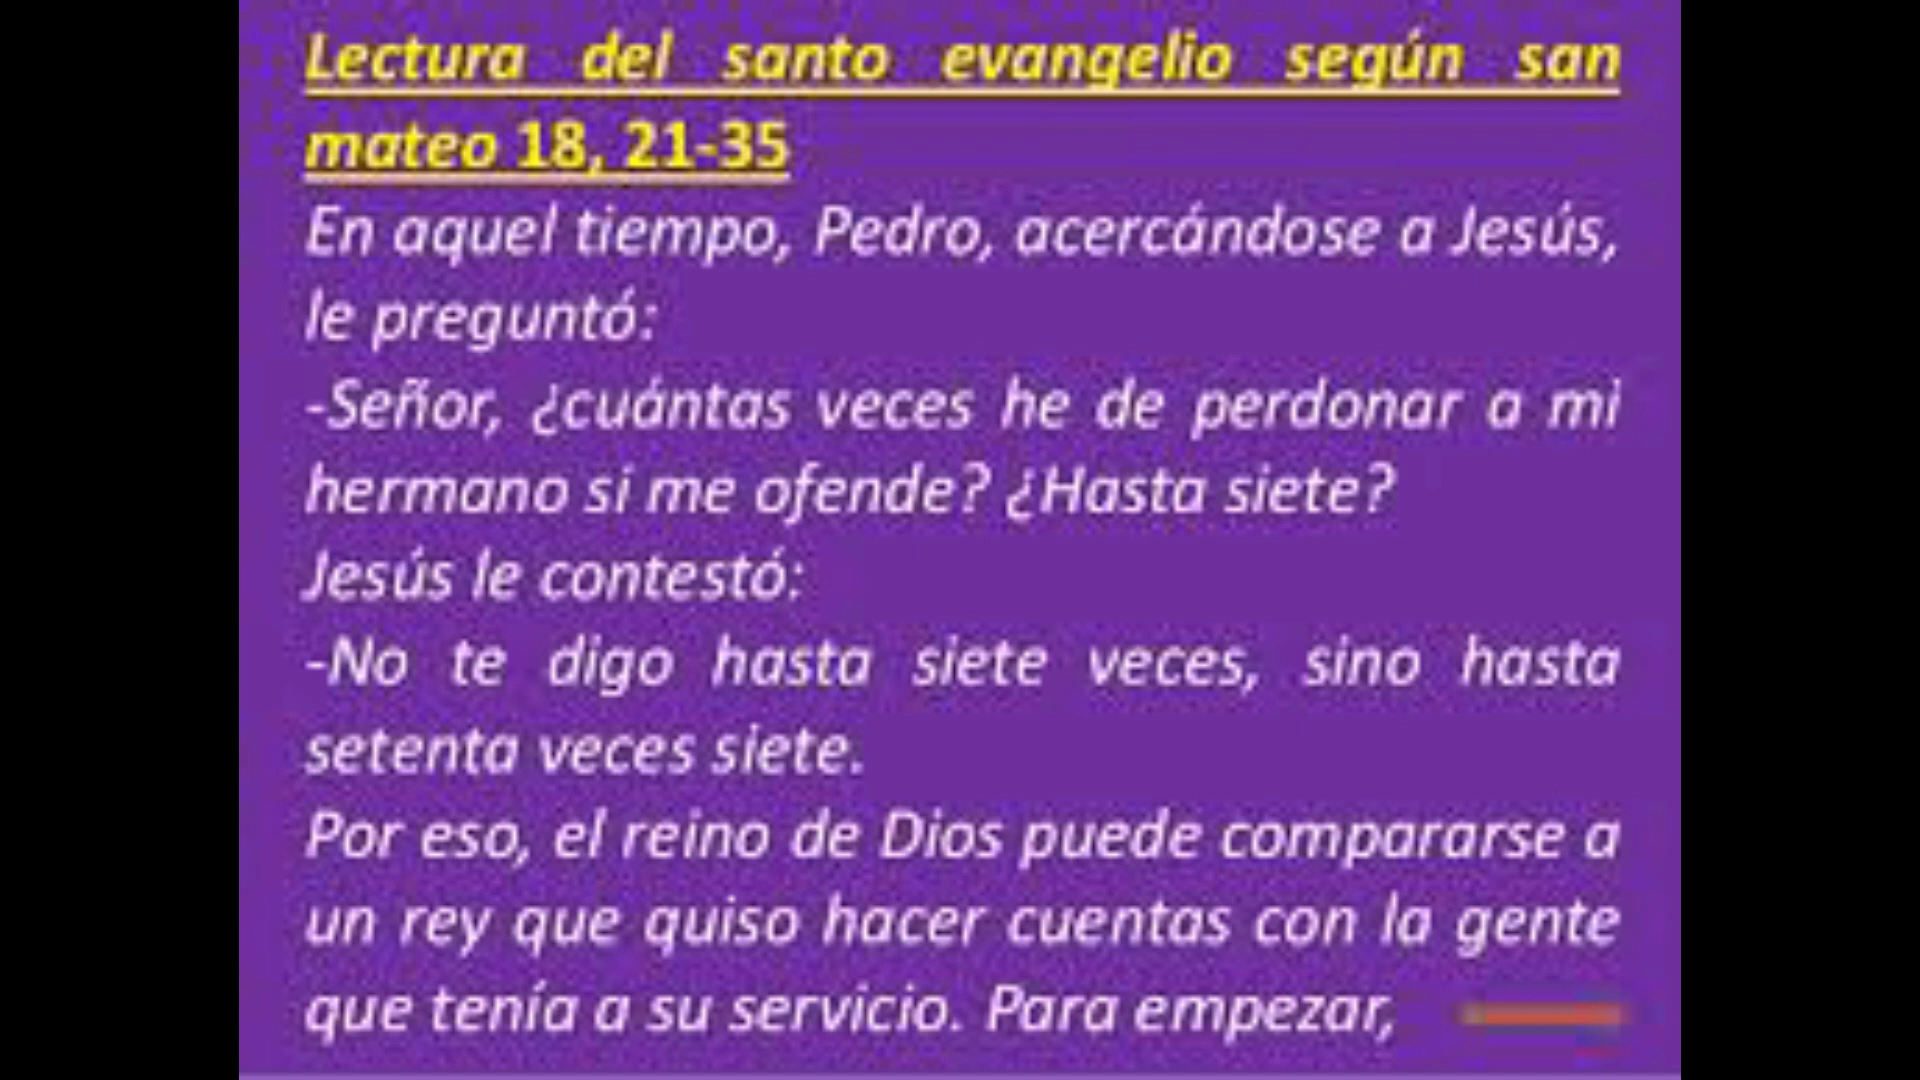 Lectura del santo evangelio según san
mateo 18, 21-35
En aquel tiempo, Pedro, acercándose a Jesús,
le preguntó:
-Señor, ¿cuántas veces he de perdonar a mi
hermano si me ofende? ¿Hasta siete?
Jesús le contestó:
-No te digo hasta siete veces, sino hasta
setenta veces siete.
Por eso, el reino de Dios puede compararse a
un rey que quiso hacer cuentas con la gente
que tenía a su servicio. Para empezar,